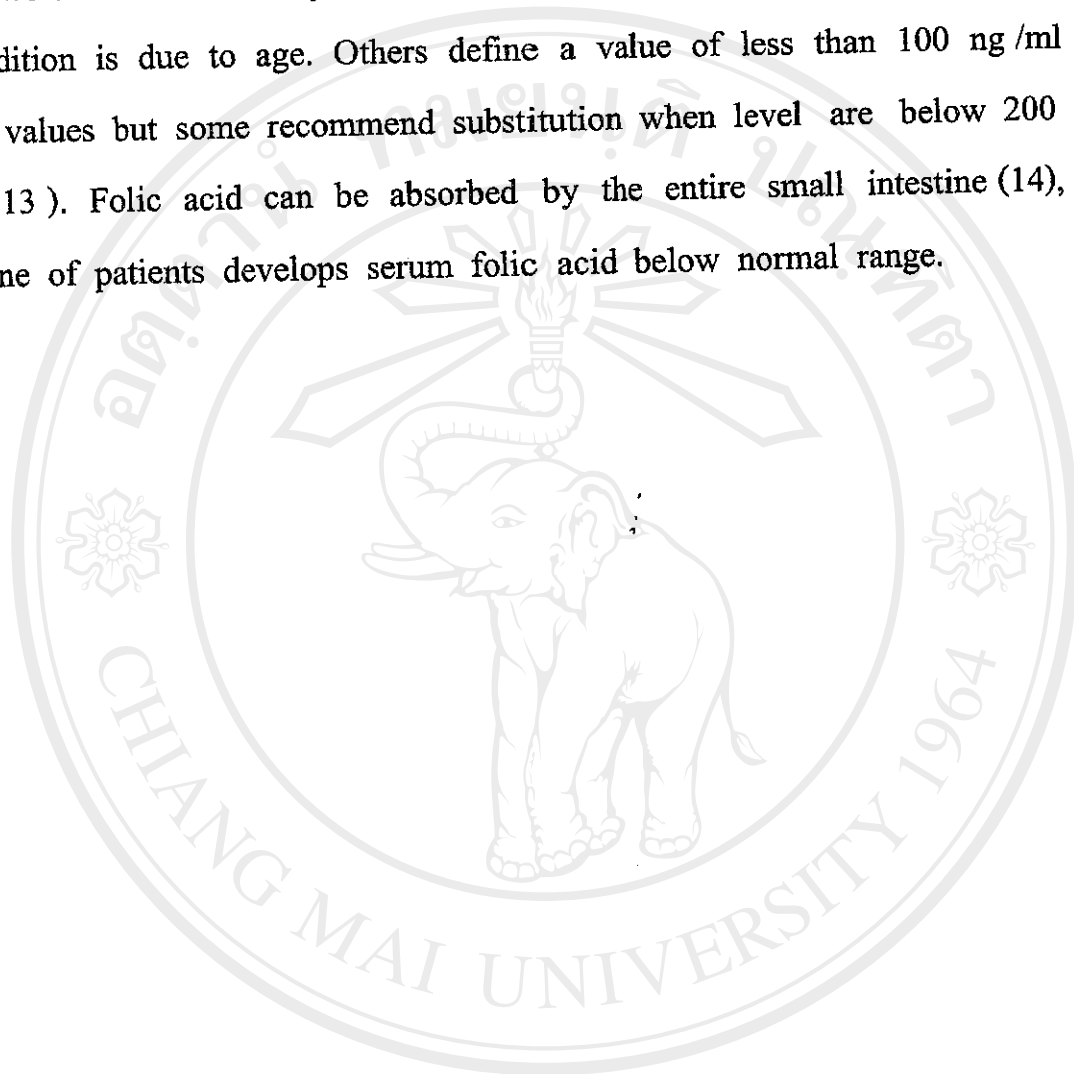 dition is due to age. Others define a value of less than 100 ng /ml
values but some recommend substitution when level are below 200
13 ). Folic acid can be absorbed by the entire small intestine (14),
ne of patients develops serum folic acid below normal range.
CHIANG MAI UNIVERSITY 1964